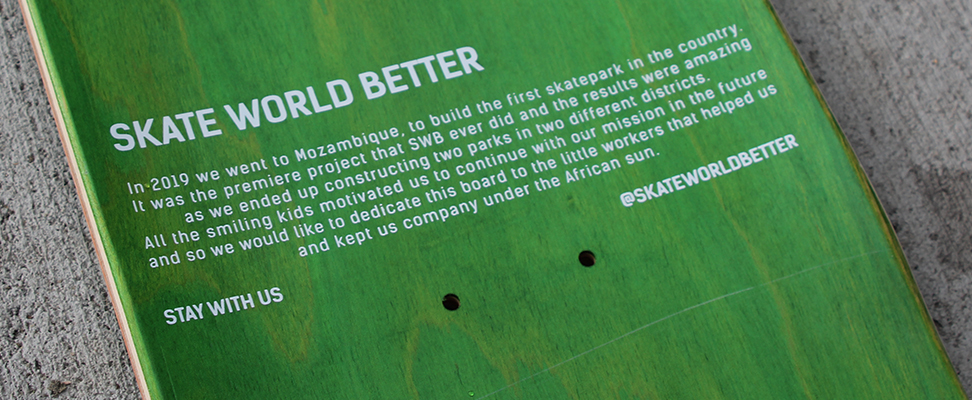 SKATE WORLD BETTER
In 2019 we went to Mozambique, to build the first skatepark in the country.
It was the premiere project that SWB ever did and the results were amazing
as we ended up constructing two parks in two different districts.
All the smiling kids motivated us to continue with our mission in the future
and so we would like to dedicate this board to the little workers that helped us
and kept us company under the African sun.
@SKATEWORLDBETTER
STAY WITH US